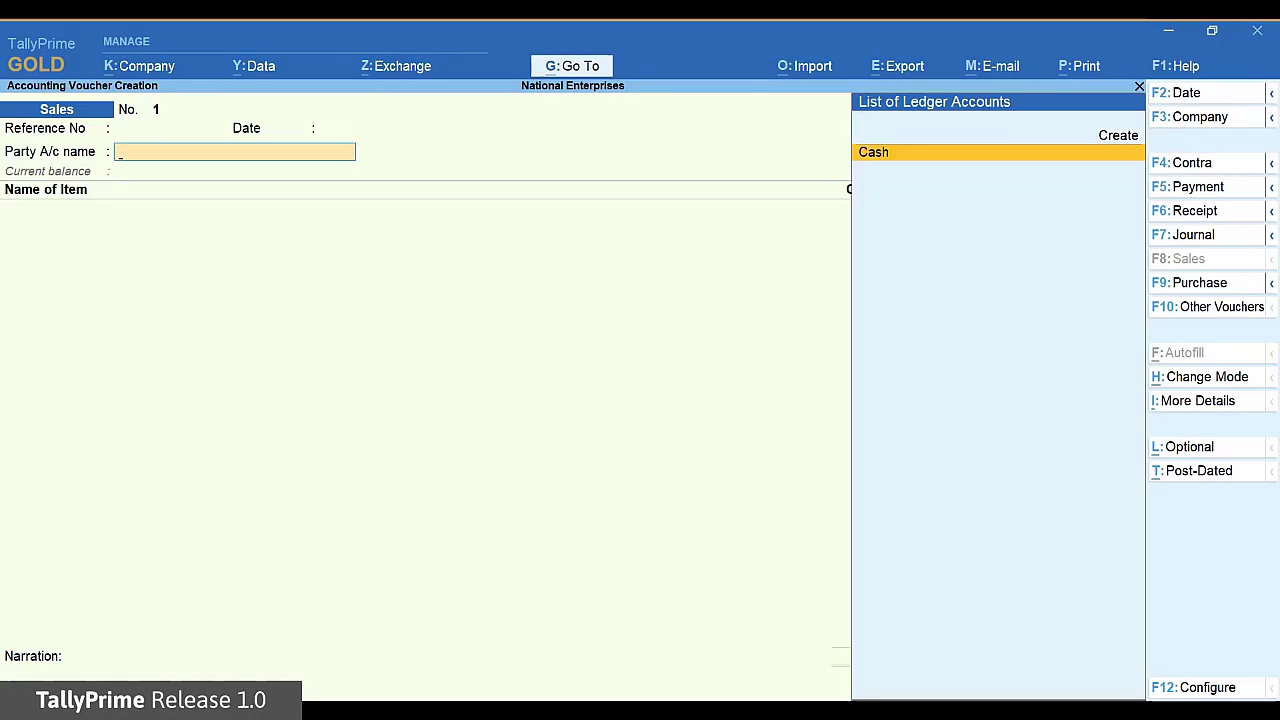 TallyPrime
MANAGE
GOLD
K:Company
Y:Data
Z:Exchange
G:Go To
O:Import
E:Export
M:E-mail
P:Print
F1:Help
Accounting Voucher Creation
National Enterprises
Sales No. 1
Reference No : Date :
Party A/c name :
Current balance :
Name of Item
List of Ledger Accounts
Create
Cash
F2:Date
F3:Company
F4:Contra
F5:Payment
F6:Receipt
F7:Journal
F8:Sales
F9:Purchase
F10:Other Vouchers
F:Autofill
H:Change Mode
I:More Details
L:Optional
T:Post-Dated
F12:Configure
Narration:
TallyPrime Release 1.0